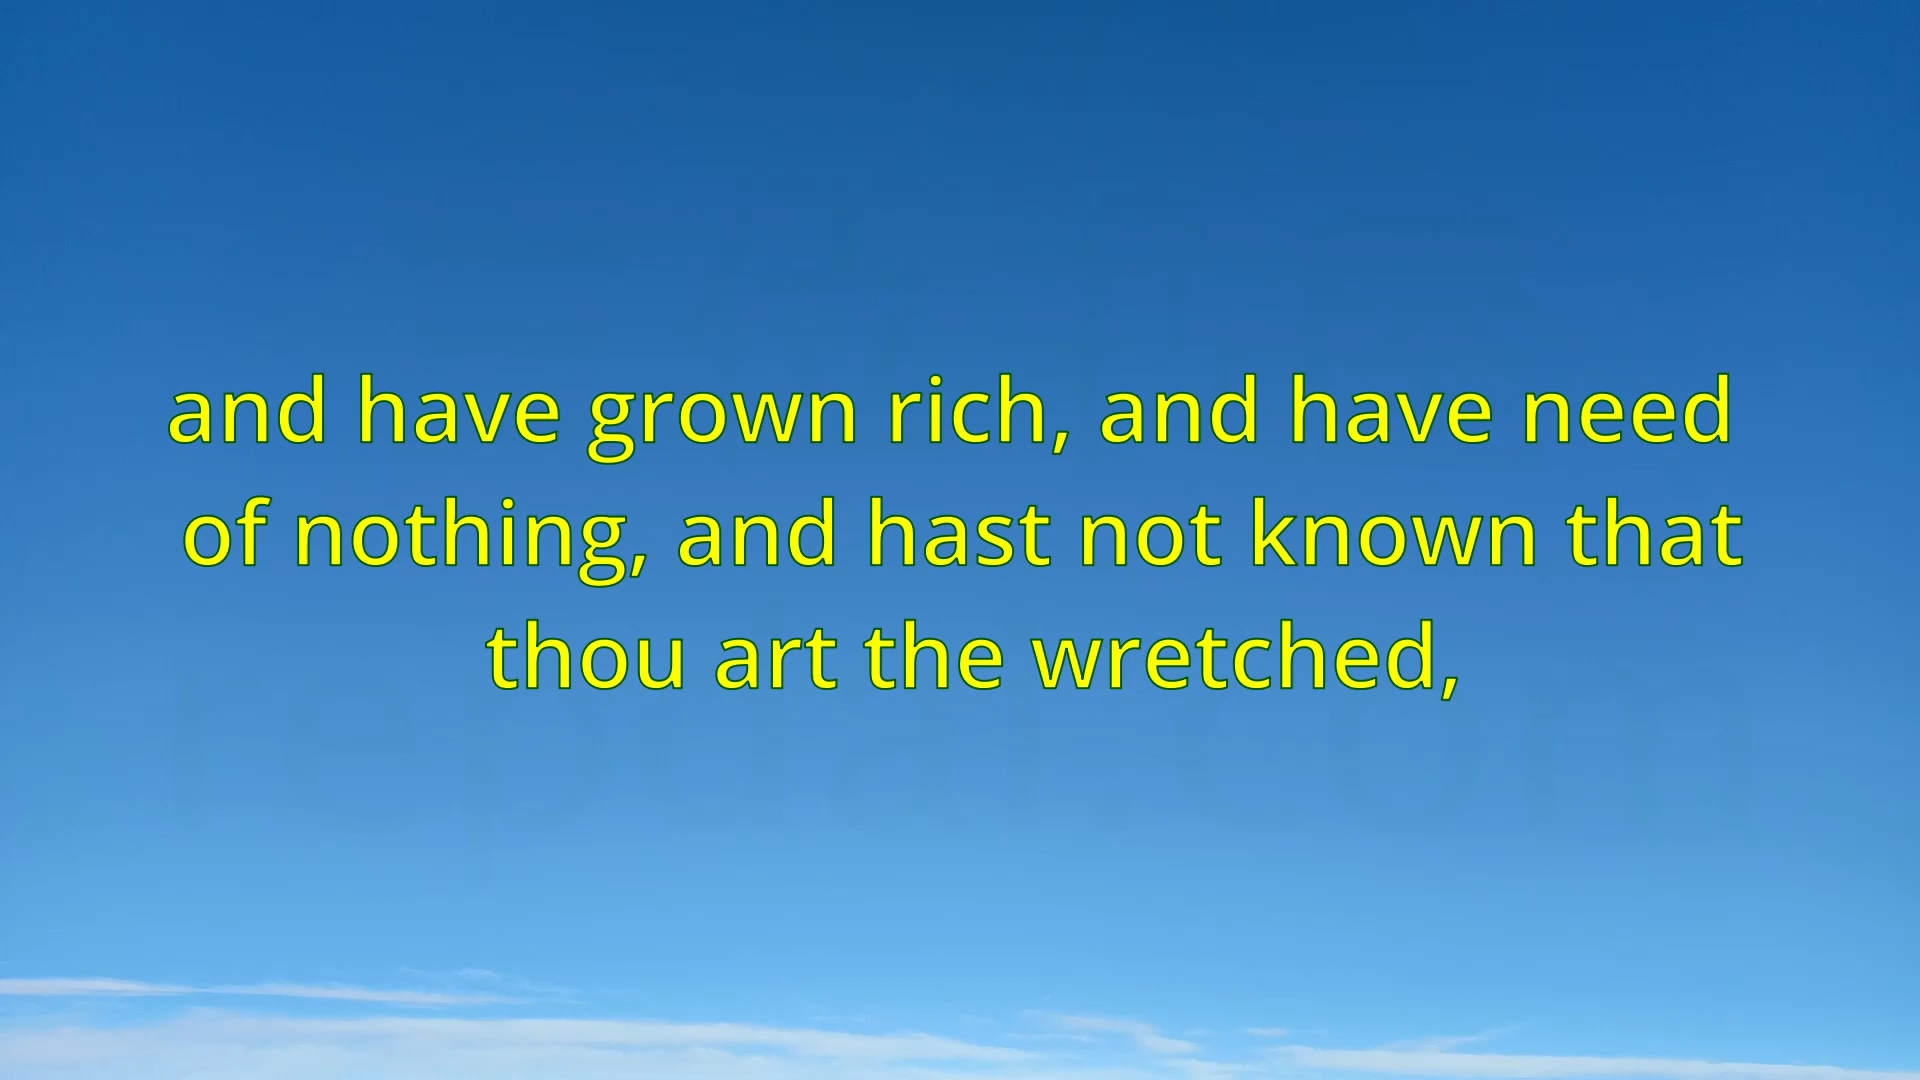 and have grown rich, and have need
of nothing, and hast not known that
thou art the wretched,